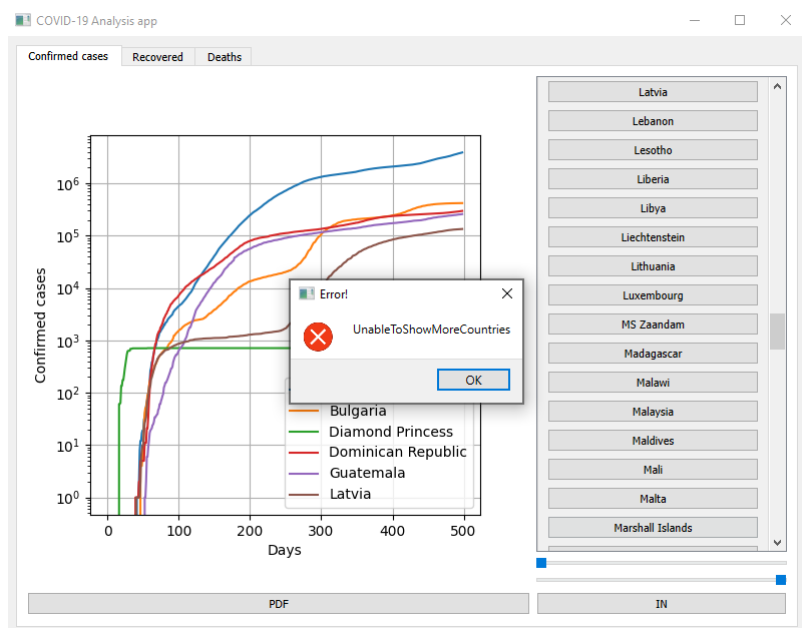 COVID-19 Analysis app
Confirmed cases
Recovered
Deaths
Confirmed cases
10^6
10^5
10^4
10^3
10^2
10^1
10^0
0
100
200
300
400
500
Days
Bulgaria
Diamond Princess
Dominican Republic
Guatemala
Latvia
Error!
UnableToShowMoreCountries
OK
Latvia
Lebanon
Lesotho
Liberia
Libya
Liechtenstein
Lithuania
Luxembourg
MS Zaandam
Madagascar
Malawi
Malaysia
Maldives
Mali
Malta
Marshall Islands
PDF
IN